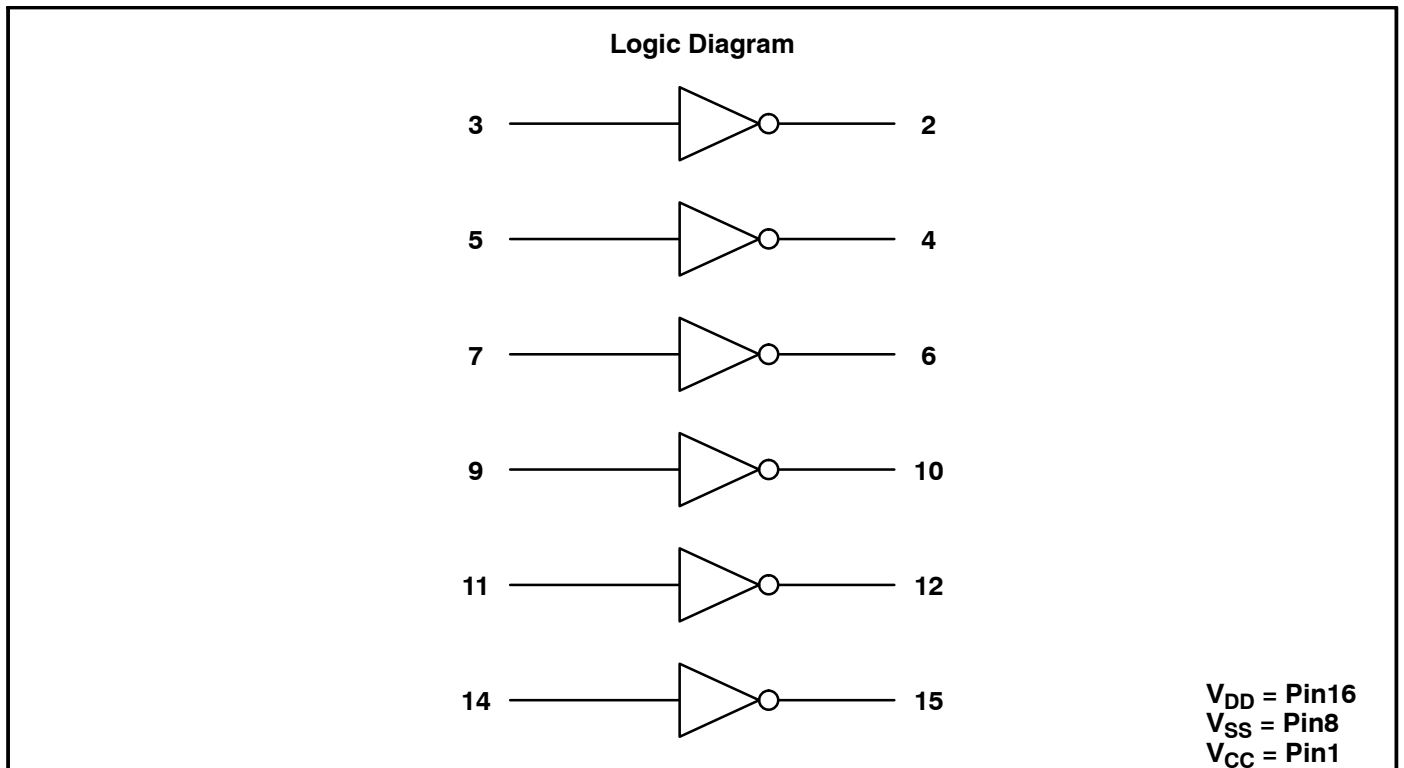 Logic Diagram
3 2
5 4
7 6
9 10
11 12
14 15
VDD = Pin16
VSS = Pin8
VCC = Pin1